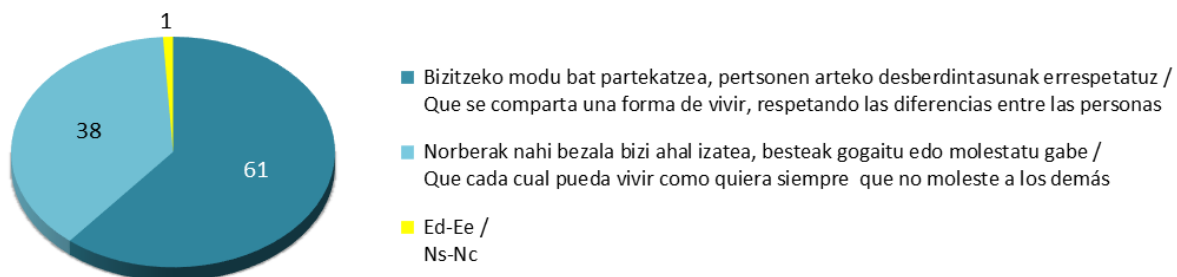 1
38
61
Bizitzeko modu bat partekatzea, pertsonen arteko desberdintasunak errespetatuz /
Que se comparta una forma de vivir, respetando las diferencias entre las personas
Norberak nahi bezala bizi ahal izatea, besteak gogaitu edo molestatu gabe /
Que cada cual pueda vivir como quiera siempre que no moleste a los demás
Ed-Ee /
Ns-Nc